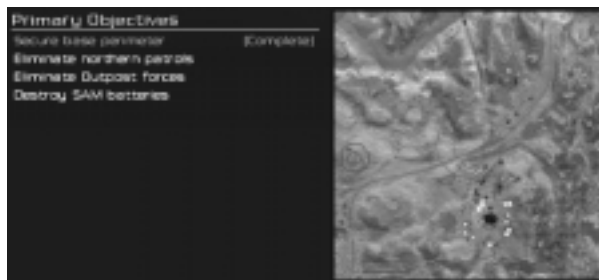 Primary Objectives
Secure base perimeter [Complete]
Eliminate northern patrols
Eliminate Outpost forces
Destroy SAM batteries